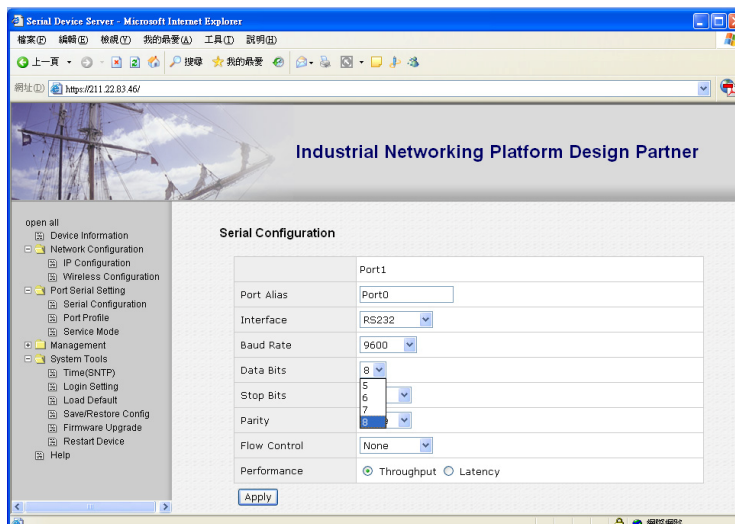 Serial Device Server - Microsoft Internet Explorer
檔案(F) 編輯(E) 檢視(V) 我的最愛(A) 工具(T) 說明(H)
上一頁 搜尋 我的最愛
網址(D) https://211.22.83.46/
Industrial Networking Platform Design Partner
open all
Device Information
Network Configuration
IP Configuration
Wireless Configuration
Port Serial Setting
Serial Configuration
Port Profile
Service Mode
Management
System Tools
Time(SNTP)
Login Setting
Load Default
Save/Restore Config
Firmware Upgrade
Restart Device
Help
Serial Configuration
Port1
Port Alias Port0
Interface RS232
Baud Rate 9600
Data Bits 8
5
6
7
8
Stop Bits
Parity
Flow Control None
Performance Throughput Latency
Apply
網際網路